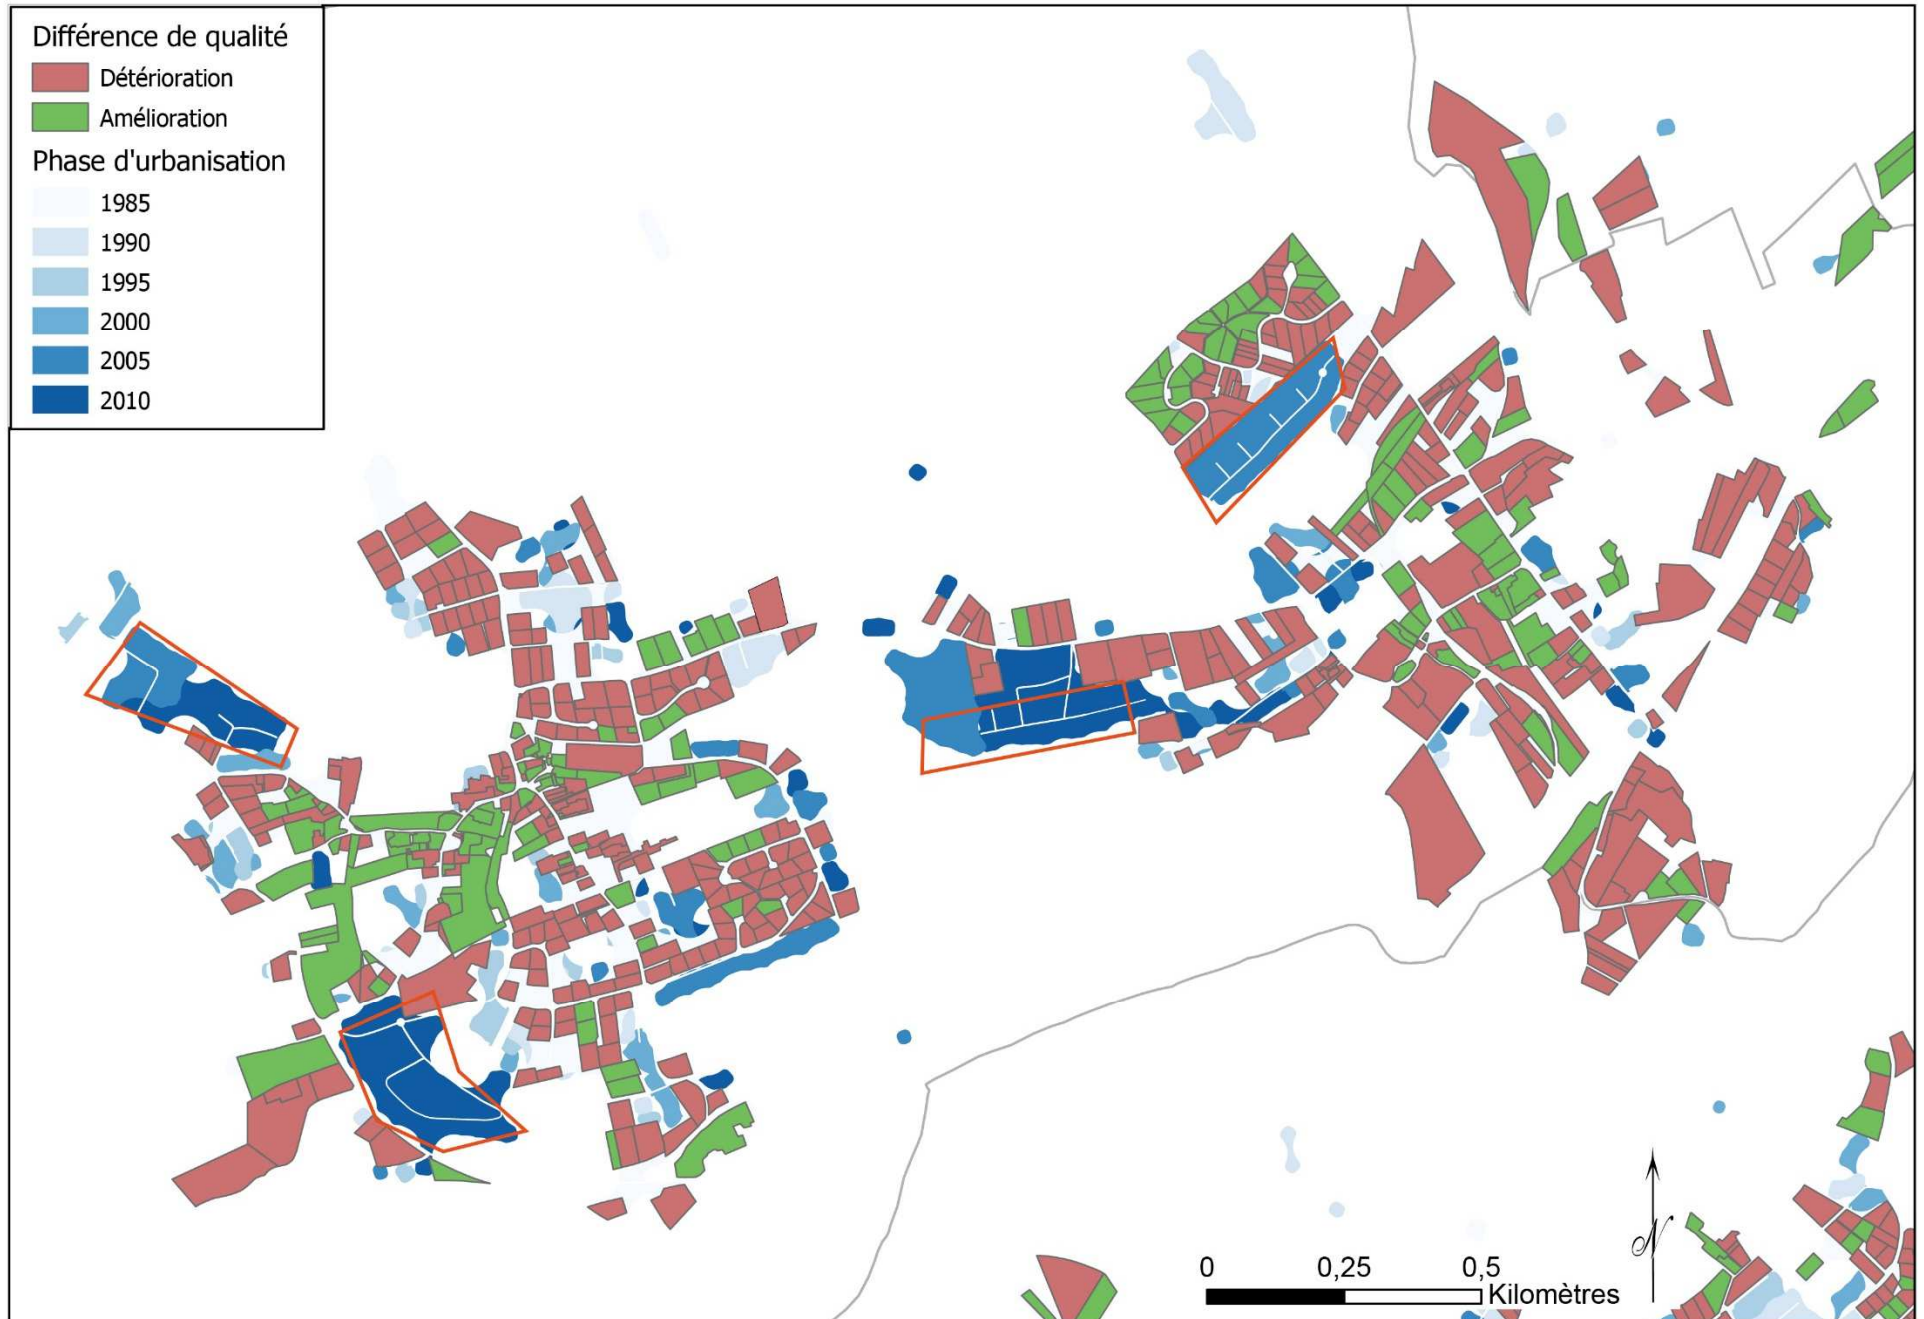 Différence de qualité
Détérioration
Amélioration
Phase d'urbanisation
1985
1990
1995
2000
2005
2010
0 0,25 0,5
Kilomètres
N